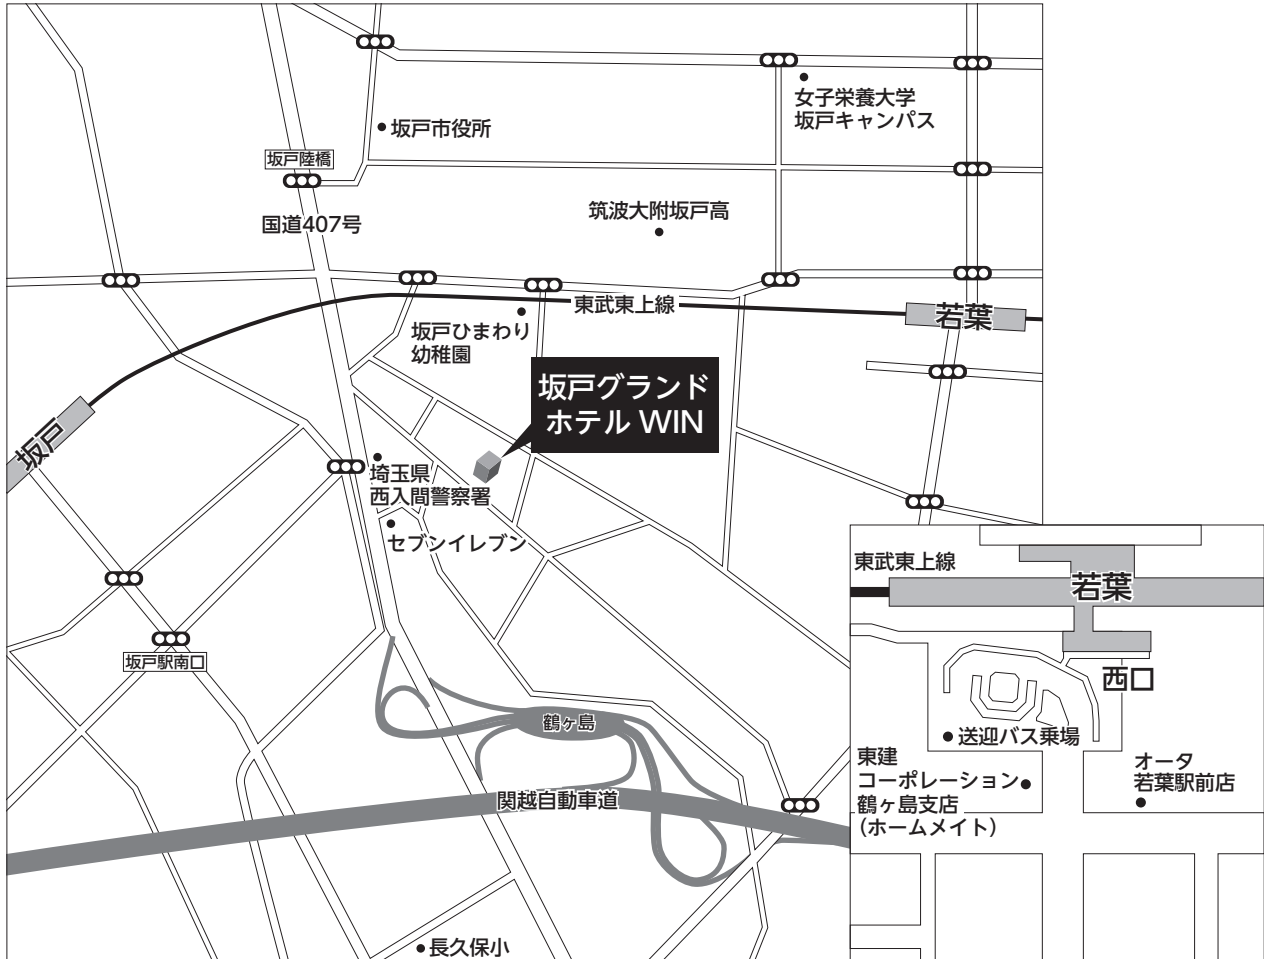 女子栄養大学
坂戸キャンパス
坂戸市役所
坂戸陸橋
国道407号
筑波大附坂戸高
東武東上線
若葉
坂戸ひまわり
幼稚園
坂戸グランド
ホテル WIN
坂戸
埼玉県
西入間警察署
セブンイレブン
坂戸駅南口
鶴ヶ島
関越自動車道
長久保小
東武東上線
若葉
西口
送迎バス乗場
東建
コーポレーション
鶴ヶ島支店
(ホームメイト)
オータ
若葉駅前店